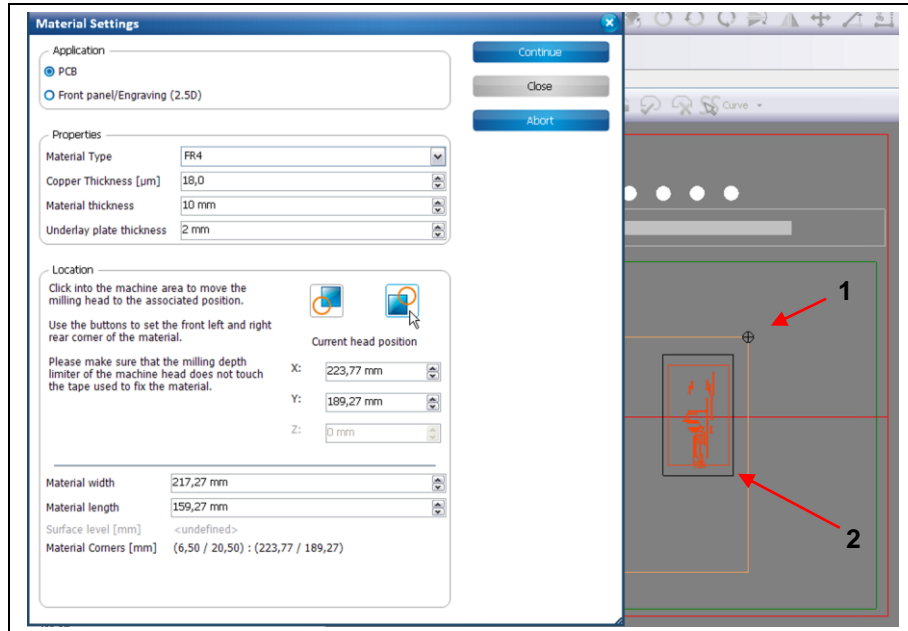 Material Settings
Application
PCB
Front panel/Engraving (2.5D)
Continue
Close
Abort
Curve
Properties
Material Type FR4
Copper Thickness [µm] 18,0
Material thickness 10 mm
Underlay plate thickness 2 mm
Location
Click into the machine area to move the
milling head to the associated position.
Use the buttons to set the front left and right
rear corner of the material.
Please make sure that the milling depth
limiter of the machine head does not touch
the tape used to fix the material.
Current head position
X: 223,77 mm
Y: 189,27 mm
Z: 0 mm
Material width 217,27 mm
Material length 159,27 mm
Surface level [mm] <undefined>
Material Corners [mm] (6,50 / 20,50) : (223,77 / 189,27)
1
2